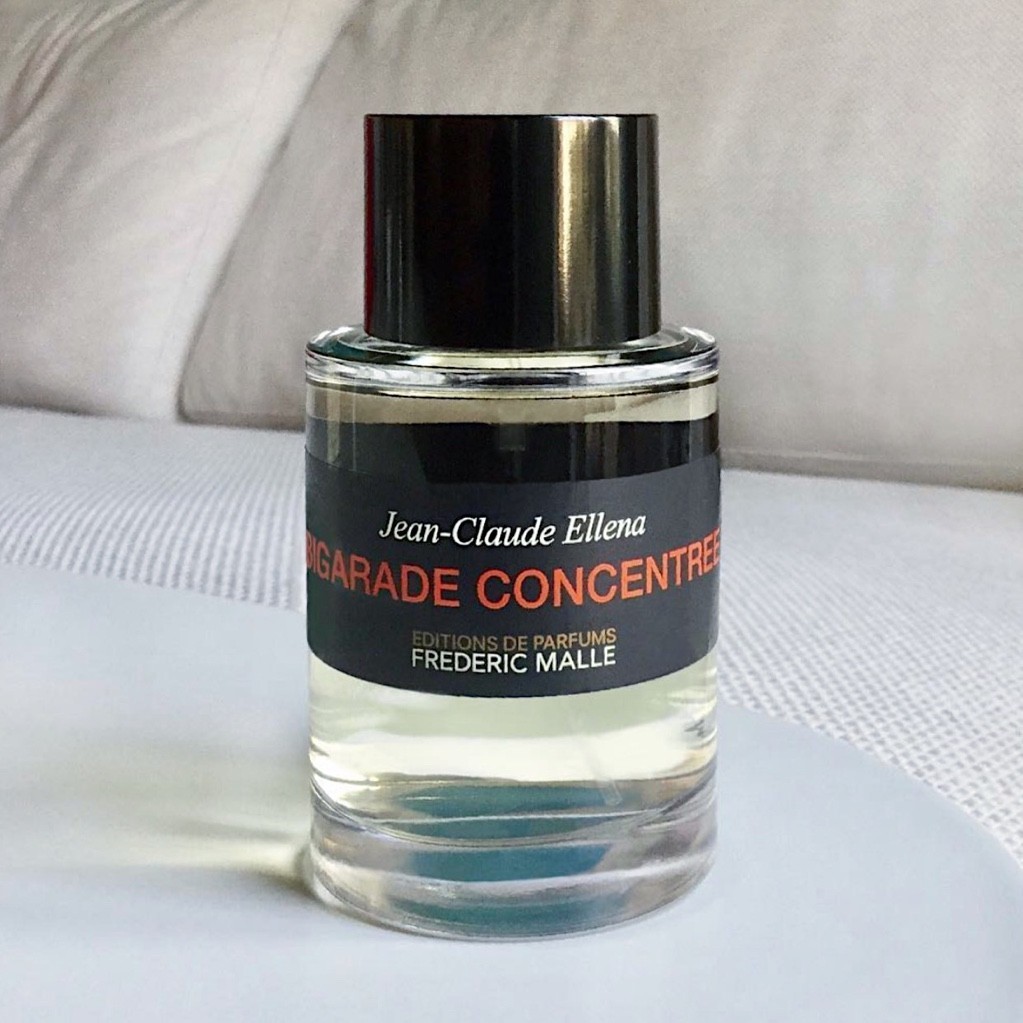 Jean-Claude Ellena
BIGARADE CONCENTREE
EDITIONS DE PARFUMS
FREDERIC MALLE